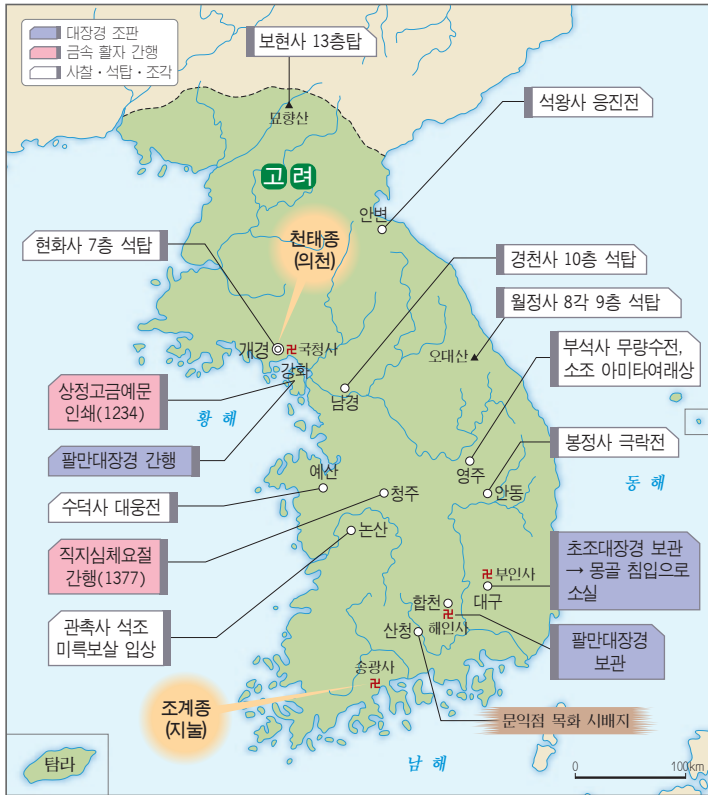 대장경 조판
금속 활자 간행
사찰·석탑·조각
보현사 13층탑
묘향산
석왕사 응진전
고려
안변
천태종
(의천)
현화사 7층 석탑
경천사 10층 석탑
월정사 8각 9층 석탑
개경
국청사
강화
오대산
부석사 무량수전,
소조 아미타여래상
상정고금예문
인쇄(1234)
남경
황해
팔만대장경 간행
봉정사 극락전
영주
예산
청주
안동
동해
수덕사 대웅전
논산
직지심체요절
간행(1377)
초조대장경 보관
→ 몽골 침입으로
소실
부인사
대구
합천
해인사
관촉사 석조
미륵보살 입상
산청
팔만대장경
보관
송광사
조계종
(지눌)
문익점 목화 시배지
탐라
남해
0 100km